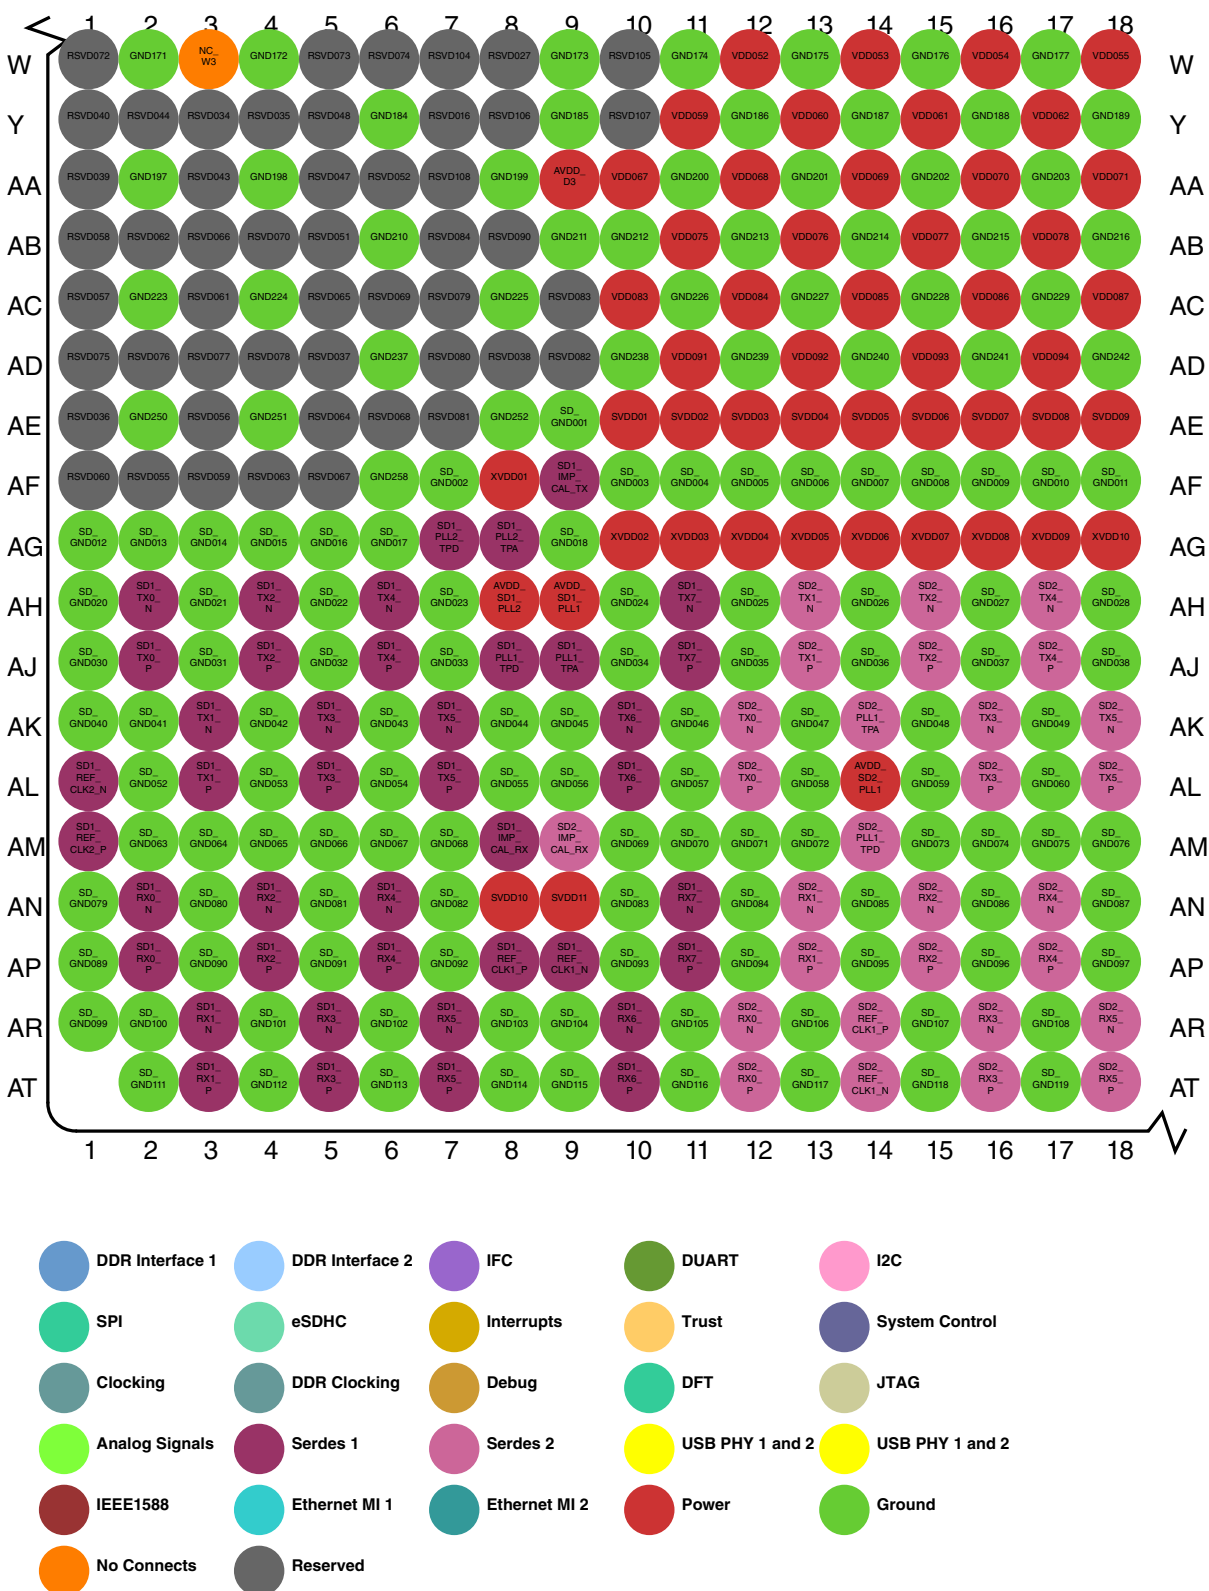 1 2 3 4 5 6 7 8 9 10 11 12 13 14 15 16 17 18
W RSVD072 GND171 NC_W3 GND172 RSVD073 RSVD074 RSVD104 RSVD027 GND173 RSVD105 GND174 VDD052 GND175 VDD053 GND176 VDD054 GND177 VDD055 W
Y RSVD040 RSVD044 RSVD034 RSVD035 RSVD048 GND184 RSVD016 RSVD106 GND185 RSVD107 VDD059 GND186 VDD060 GND187 VDD061 GND188 VDD062 GND189 Y
AA RSVD039 GND197 RSVD043 GND198 RSVD047 RSVD052 RSVD108 GND199 AVDD_D3 VDD067 GND200 VDD068 GND201 VDD069 GND202 VDD070 GND203 VDD071 AA
AB RSVD058 RSVD062 RSVD066 RSVD070 RSVD051 GND210 RSVD084 RSVD090 GND211 GND212 VDD075 GND213 VDD076 GND214 VDD077 GND215 VDD078 GND216 AB
AC RSVD057 GND223 RSVD061 GND224 RSVD065 RSVD069 RSVD079 GND225 RSVD083 VDD083 GND226 VDD084 GND227 VDD085 GND228 VDD086 GND229 VDD087 AC
AD RSVD075 RSVD076 RSVD077 RSVD078 RSVD037 GND237 RSVD080 RSVD038 RSVD082 GND238 VDD091 GND239 VDD092 GND240 VDD093 GND241 VDD094 GND242 AD
AE RSVD036 GND250 RSVD056 GND251 RSVD064 RSVD068 RSVD081 GND252 SD_GND001 SVDD01 SVDD02 SVDD03 SVDD04 SVDD05 SVDD06 SVDD07 SVDD08 SVDD09 AE
AF RSVD060 RSVD055 RSVD059 RSVD063 RSVD067 GND258 SD_GND002 XVDD01 SD1_IMP_CAL_TX SD_GND003 SD_GND004 SD_GND005 SD_GND006 SD_GND007 SD_GND008 SD_GND009 SD_GND010 SD_GND011 AF
AG SD_GND012 SD_GND013 SD_GND014 SD_GND015 SD_GND016 SD_GND017 SD1_PLL2_TPD SD1_PLL2_TPA SD_GND018 XVDD02 XVDD03 XVDD04 XVDD05 XVDD06 XVDD07 XVDD08 XVDD09 XVDD10 AG
AH SD_GND020 SD1_TX0_N SD_GND021 SD1_TX2_N SD_GND022 SD1_TX4_N SD_GND023 AVDD_SD1_PLL2 AVDD_SD1_PLL1 SD_GND024 SD1_TX7_N SD_GND025 SD2_TX1_N SD_GND026 SD2_TX2_N SD_GND027 SD2_TX4_N SD_GND028 AH
AJ SD_GND030 SD1_TX0_P SD_GND031 SD1_TX2_P SD_GND032 SD1_TX4_P SD_GND033 SD1_PLL1_TPD SD1_PLL1_TPA SD_GND034 SD1_TX7_P SD_GND035 SD2_TX1_P SD_GND036 SD2_TX2_P SD_GND037 SD2_TX4_P SD_GND038 AJ
AK SD_GND040 SD_GND041 SD1_TX1_N SD_GND042 SD1_TX3_N SD_GND043 SD1_TX5_N SD_GND044 SD_GND045 SD1_TX6_N SD_GND046 SD2_TX0_N SD_GND047 SD2_PLL1_TPA SD_GND048 SD2_TX3_N SD_GND049 SD2_TX5_N AK
AL SD1_REF_CLK2_N SD_GND052 SD1_TX1_P SD_GND053 SD1_TX3_P SD_GND054 SD1_TX5_P SD_GND055 SD_GND056 SD1_TX6_P SD_GND057 SD2_TX0_P SD_GND058 AVDD_SD2_PLL1 SD_GND059 SD2_TX3_P SD_GND060 SD2_TX5_P AL
AM SD1_REF_CLK2_P SD_GND063 SD_GND064 SD_GND065 SD_GND066 SD_GND067 SD_GND068 SD1_IMP_CAL_RX SD2_IMP_CAL_RX SD_GND069 SD_GND070 SD_GND071 SD_GND072 SD2_PLL1_TPD SD_GND073 SD_GND074 SD_GND075 SD_GND076 AM
AN SD_GND079 SD1_RX0_N SD_GND080 SD1_RX2_N SD_GND081 SD1_RX4_N SD_GND082 SVDD10 SVDD11 SD_GND083 SD1_RX7_N SD_GND084 SD2_RX1_N SD_GND085 SD2_RX2_N SD_GND086 SD2_RX4_N SD_GND087 AN
AP SD_GND089 SD1_RX0_P SD_GND090 SD1_RX2_P SD_GND091 SD1_RX4_P SD_GND092 SD1_REF_CLK1_P SD1_REF_CLK1_N SD_GND093 SD1_RX7_P SD_GND094 SD2_RX1_P SD_GND095 SD2_RX2_P SD_GND096 SD2_RX4_P SD_GND097 AP
AR SD_GND099 SD_GND100 SD1_RX1_N SD_GND101 SD1_RX3_N SD_GND102 SD1_RX5_N SD_GND103 SD_GND104 SD1_RX6_N SD_GND105 SD2_RX0_N SD_GND106 SD2_REF_CLK1_P SD_GND107 SD2_RX3_N SD_GND108 SD2_RX5_N AR
AT SD_GND111 SD1_RX1_P SD_GND112 SD1_RX3_P SD_GND113 SD1_RX5_P SD_GND114 SD_GND115 SD1_RX6_P SD_GND116 SD2_RX0_P SD_GND117 SD2_REF_CLK1_N SD_GND118 SD2_RX3_P SD_GND119 SD2_RX5_P AT
1 2 3 4 5 6 7 8 9 10 11 12 13 14 15 16 17 18
DDR Interface 1 DDR Interface 2 IFC DUART I2C
SPI eSDHC Interrupts Trust System Control
Clocking DDR Clocking Debug DFT JTAG
Analog Signals Serdes 1 Serdes 2 USB PHY 1 and 2 USB PHY 1 and 2
IEEE1588 Ethernet MI 1 Ethernet MI 2 Power Ground
No Connects Reserved